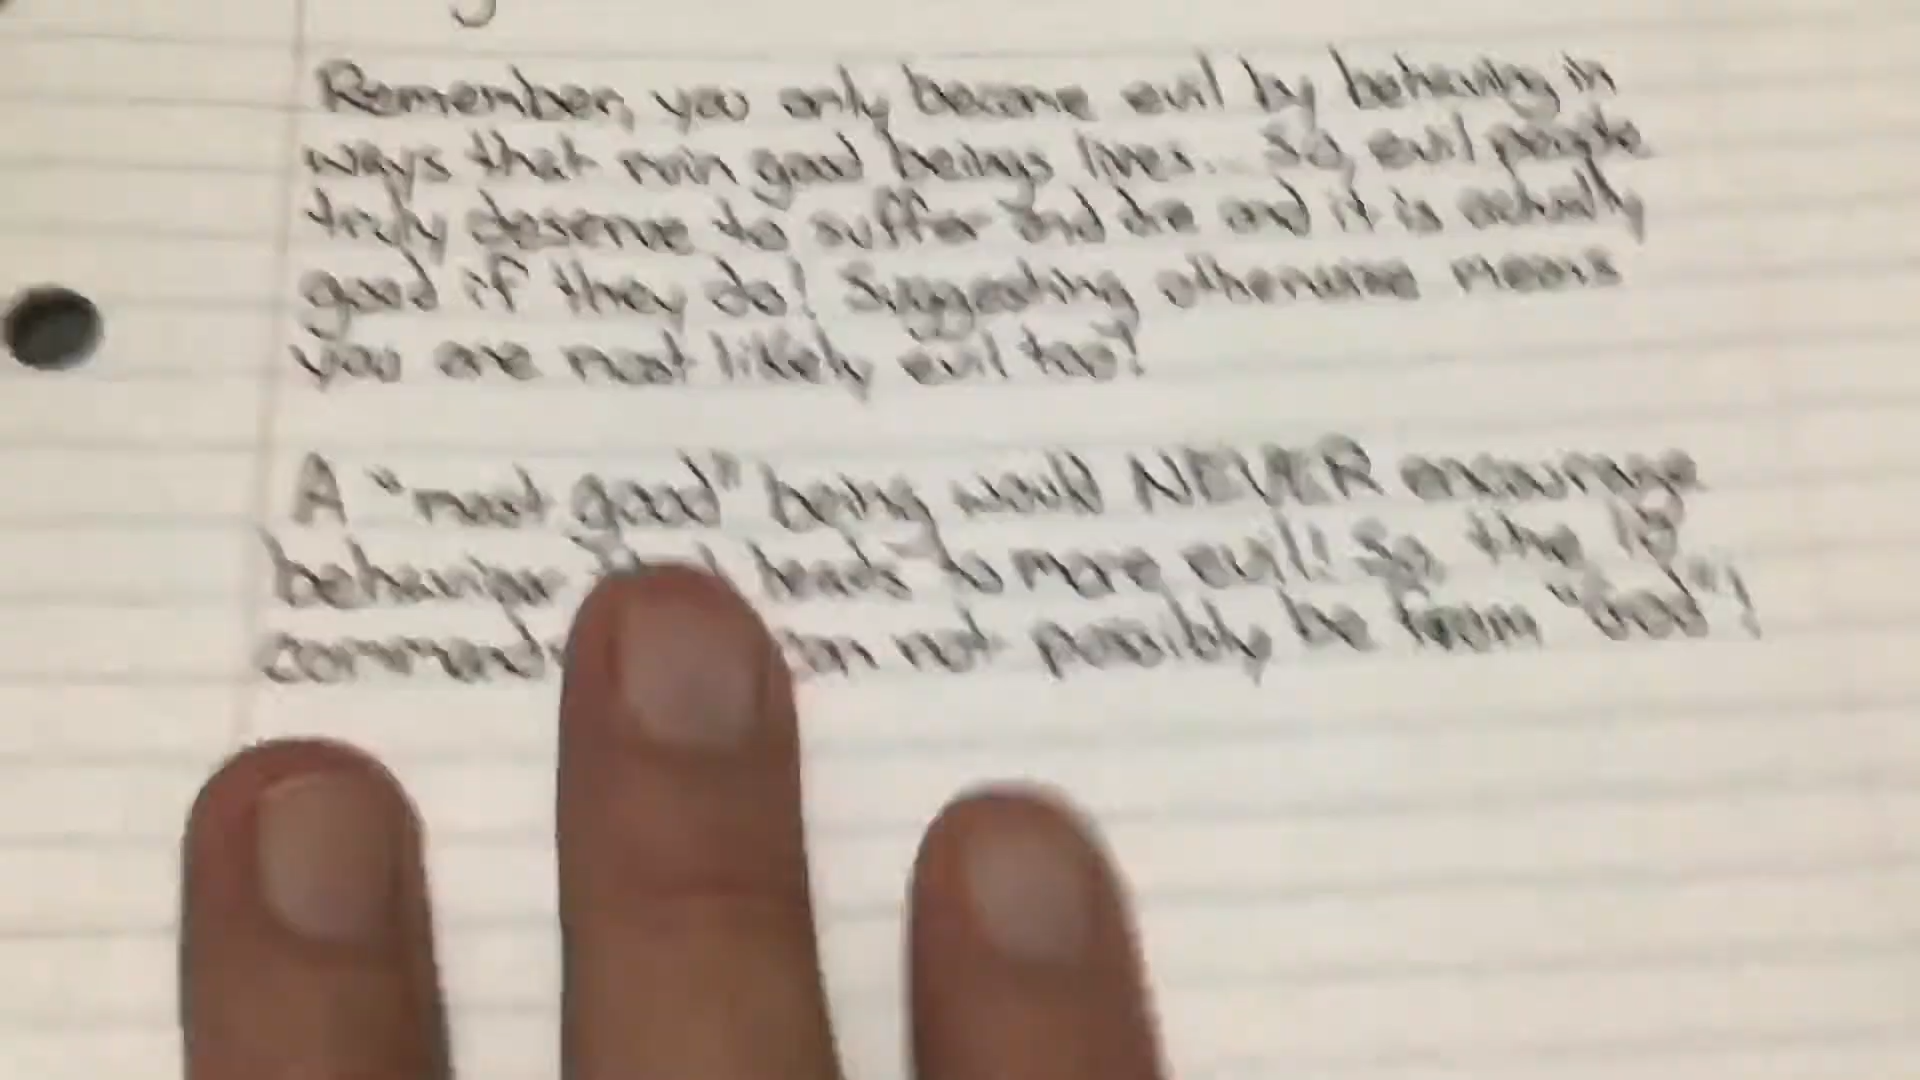 Remember, you only become evil by behaving in
ways that ruin good beings lives... So, evil people
truly deserve to suffer and die and it is actually
good if they do! Suggesting otherwise means
you are most likely evil too!
A "most good" being would NEVER encourage
behaviour leads to more evil! So, the 10
not possibly be from "God"!